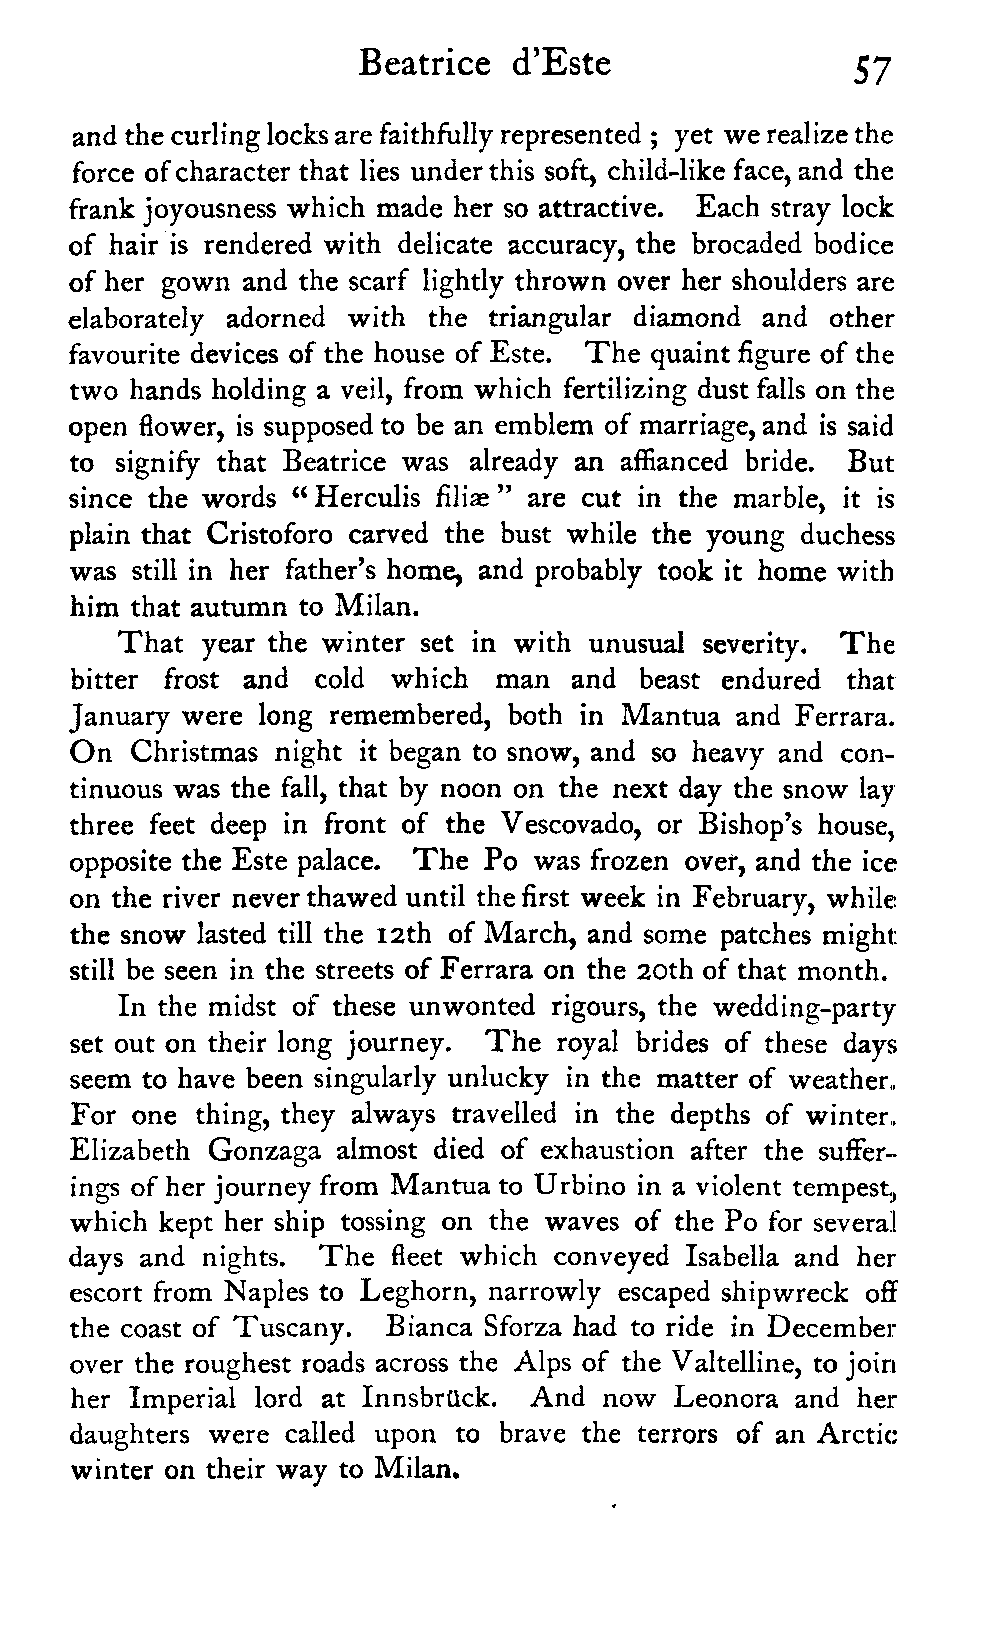 Beatrice d'Este 57
and the curling locks are faithfully represented ; yet we realize the
force of character that lies under this soft, child-like face, and the
frank joyousness which made her so attractive. Each stray lock
of hair is rendered with delicate accuracy, the brocaded bodice
of her gown and the scarf lightly thrown over her shoulders are
elaborately adorned with the triangular diamond and other
favourite devices of the house of Este. The quaint figure of the
two hands holding a veil, from which fertilizing dust falls on the
open flower, is supposed to be an emblem of marriage, and is said
to signify that Beatrice was already an affianced bride. But
since the words “Herculis filiæ” are cut in the marble, it is
plain that Cristoforo carved the bust while the young duchess
was still in her father's home, and probably took it home with
him that autumn to Milan.
That year the winter set in with unusual severity. The
bitter frost and cold which man and beast endured that
January were long remembered, both in Mantua and Ferrara.
On Christmas night it began to snow, and so heavy and con-
tinuous was the fall, that by noon on the next day the snow lay
three feet deep in front of the Vescovado, or Bishop's house,
opposite the Este palace. The Po was frozen over, and the ice
on the river never thawed until the first week in February, while
the snow lasted till the 12th of March, and some patches might
still be seen in the streets of Ferrara on the 20th of that month.
In the midst of these unwonted rigours, the wedding-party
set out on their long journey. The royal brides of these days
seem to have been singularly unlucky in the matter of weather.
For one thing, they always travelled in the depths of winter.
Elizabeth Gonzaga almost died of exhaustion after the suffer-
ings of her journey from Mantua to Urbino in a violent tempest,
which kept her ship tossing on the waves of the Po for several
days and nights. The fleet which conveyed Isabella and her
escort from Naples to Leghorn, narrowly escaped shipwreck off
the coast of Tuscany. Bianca Sforza had to ride in December
over the roughest roads across the Alps of the Valtelline, to join
her Imperial lord at Innsbrück. And now Leonora and her
daughters were called upon to brave the terrors of an Arctic
winter on their way to Milan.